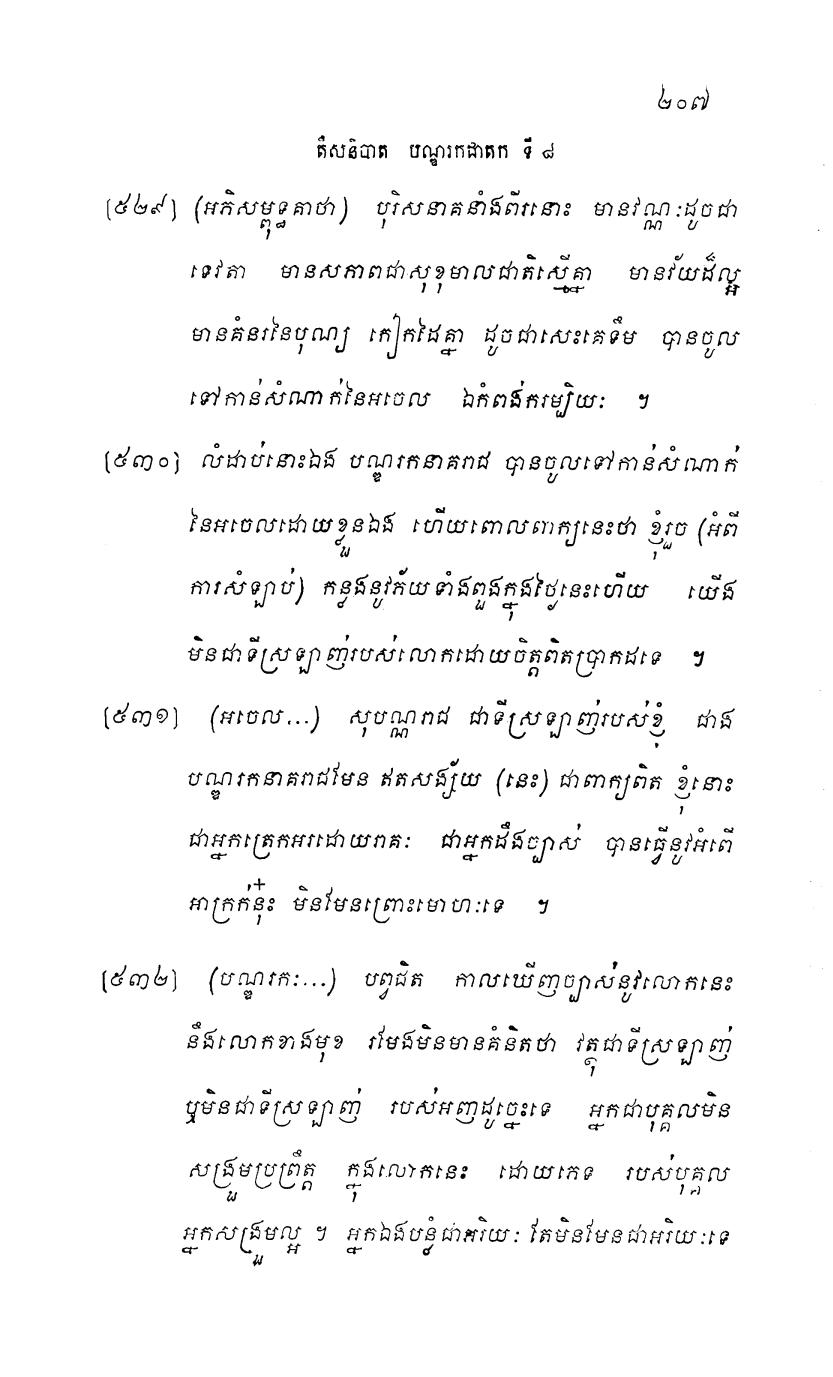 ២០៧
តឹសនិបាត បណ្ឌរកជាតក ទី ៨
[៥២៩] (អភិសម្ពុទ្ធគាថា) បុរិសនាគទាំងពីរនោះ មានវណ្ណៈដូចជា
ទេវតា មានសភាពជាសុខុមាលជាតិស្មើគ្នា មានវ័យដ៏ល្អ
មានគំនរនៃបុណ្យ កៀកដៃគ្នា ដូចជាសេះគេទឹម បានចូល
ទៅកាន់សំណាក់នៃអចេល ឯកំពង់ករម្បិយៈ ។
[៥៣០] លំដាប់នោះឯង បណ្ឌរកនាគរាជ បានចូលទៅកាន់សំណាក់
នៃអចេលដោយខ្លួនឯង ហើយពោលពាក្យនេះថា ខ្ញុំរួច (អំពី
ការសំឡាប់) កន្លងនូវភ័យទាំងពួងក្នុងថ្ងៃនេះហើយ យើង
មិនជាទីស្រឡាញ់របស់លោកដោយចិត្តពិតប្រាកដទេ ។
[៥៣១] (អចេល...) សុបណ្ណរាជ ជាទីស្រឡាញ់របស់ខ្ញុំ ជាង
បណ្ឌរកនាគរាជមែន ឥតសង្ស័យ (នេះ) ជាពាក្យពិត ខ្ញុំនោះ
ជាអ្នកត្រេកអរដោយរាគៈ ជាអ្នកដឹងច្បាស់ បានធ្វើនូវអំពើ
អាក្រក់នុ៎ះ មិនមែនព្រោះមោហៈទេ ។
[៥៣២] (បណ្ឌរកៈ...) បព្វជិត កាលឃើញច្បាស់នូវលោកនេះ
នឹងលោកខាងមុខ រមែងមិនមានគំនិតថា វត្ថុជាទីស្រឡាញ់
ឬមិនជាទីស្រឡាញ់ របស់អញដូច្នេះទេ អ្នកជាបុគ្គលមិន
សង្រួមប្រព្រឹត្ត ក្នុងលោកនេះ ដោយភេទ របស់បុគ្គល
អ្នកសង្រួមល្អ ។ អ្នកឯងបន្លំជាអរិយៈ តែមិនមែនជាអរិយៈទេ